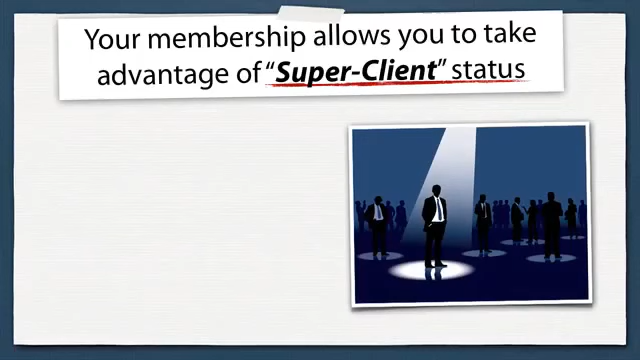 Your membership allows you to take
advantage of “Super-Client” status